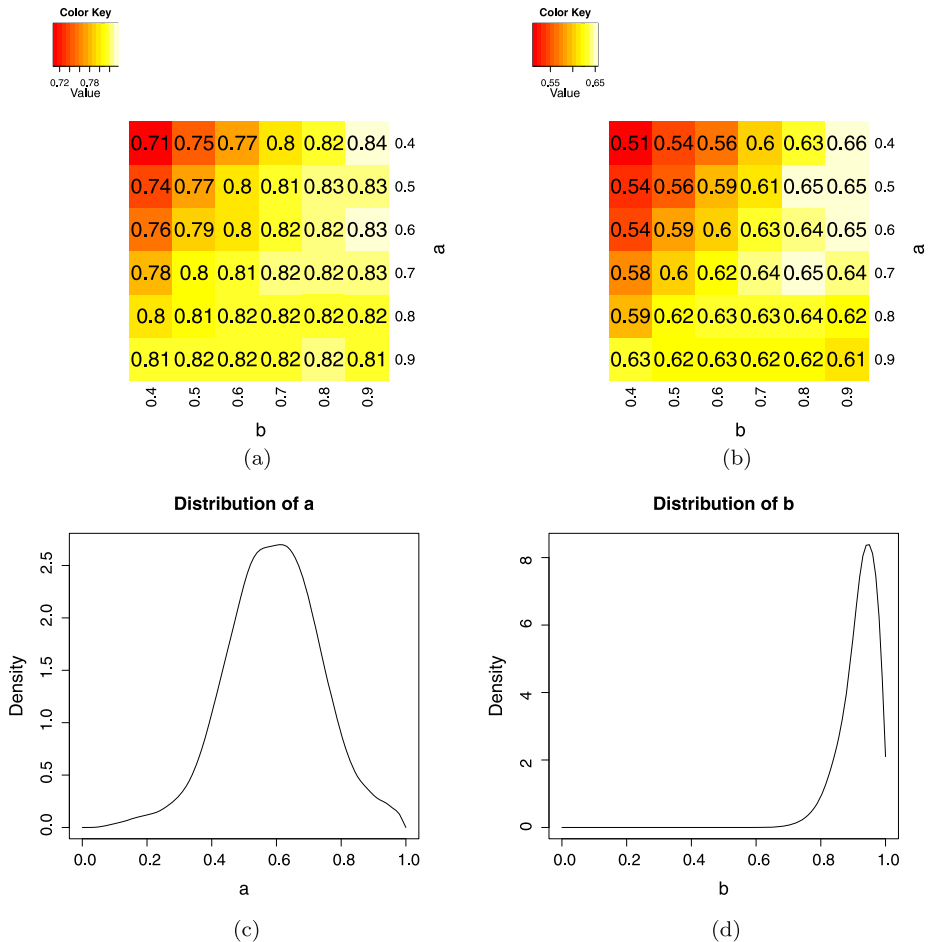 Color Key
0.72 0.78
Value
0.71 0.75 0.77 0.8 0.82 0.84 0.4
0.74 0.77 0.8 0.81 0.83 0.83 0.5
0.76 0.79 0.8 0.82 0.82 0.83 0.6
0.78 0.8 0.81 0.82 0.82 0.83 0.7
0.8 0.81 0.82 0.82 0.82 0.82 0.8
0.81 0.82 0.82 0.82 0.82 0.81 0.9
a
0.4 0.5 0.6 0.7 0.8 0.9
b
(a)
Color Key
0.55 0.65
Value
0.51 0.54 0.56 0.6 0.63 0.66 0.4
0.54 0.56 0.59 0.61 0.65 0.65 0.5
0.54 0.59 0.6 0.63 0.64 0.65 0.6
0.58 0.6 0.62 0.64 0.65 0.64 0.7
0.59 0.62 0.63 0.63 0.64 0.62 0.8
0.63 0.62 0.63 0.62 0.62 0.61 0.9
a
0.4 0.5 0.6 0.7 0.8 0.9
b
(b)
Distribution of a
Density
2.5
2.0
1.5
1.0
0.5
0.0
0.0 0.2 0.4 0.6 0.8 1.0
a
(c)
Distribution of b
Density
8
6
4
2
0
0.0 0.2 0.4 0.6 0.8 1.0
b
(d)